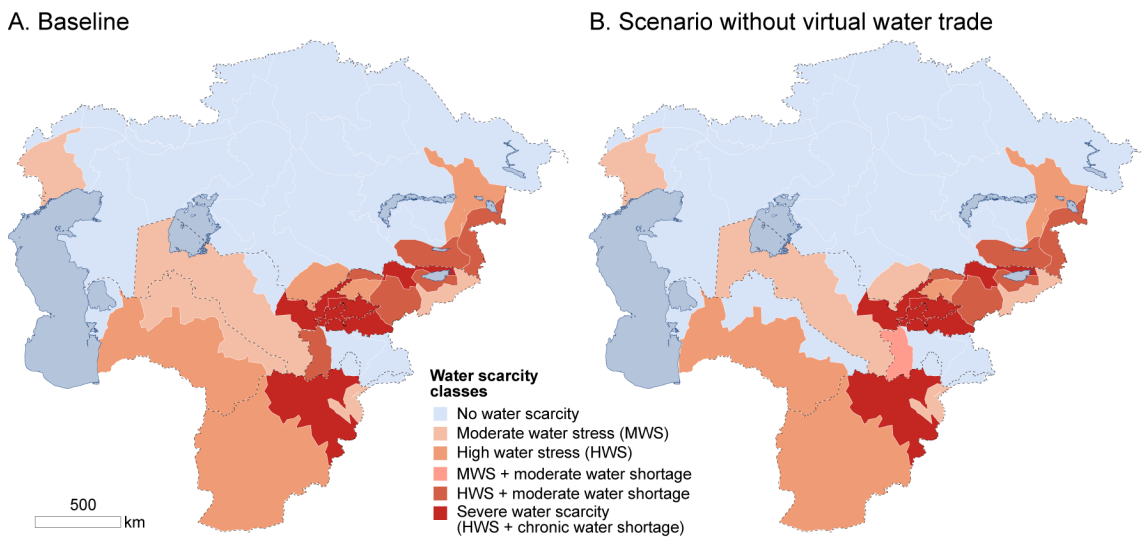 A. Baseline
B. Scenario without virtual water trade
Water scarcity
classes
No water scarcity
Moderate water stress (MWS)
High water stress (HWS)
MWS + moderate water shortage
HWS + moderate water shortage
Severe water scarcity
(HWS + chronic water shortage)
500
km